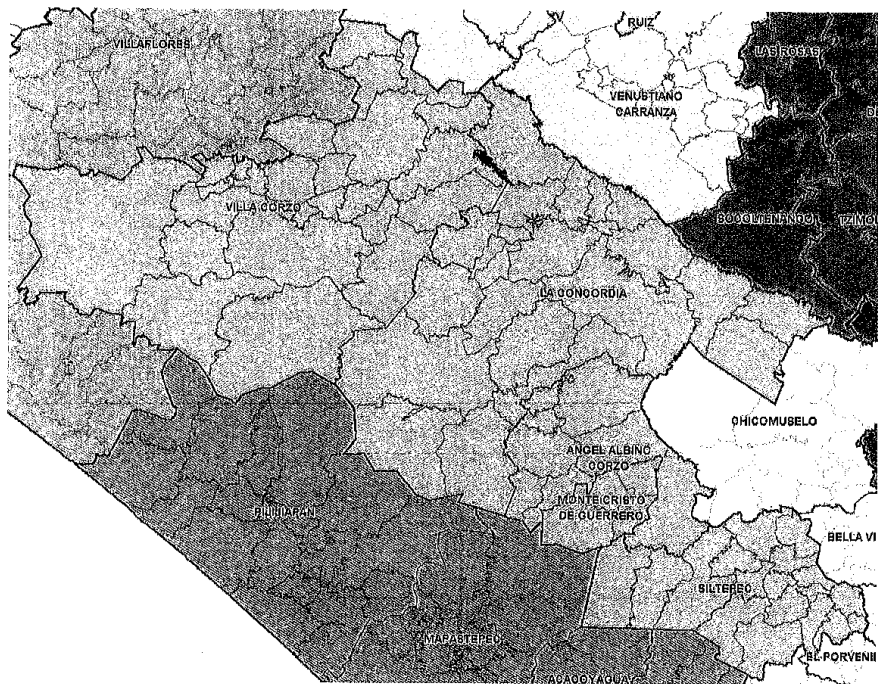 RUIZ
VILLAFLORES
LAS ROSAS
VENUSTIANO
CARRANZA
VILLA CORZO
SOCOLTENANGO
LA CONCORDIA
CHICOMUSELO
ANGEL ALBINO
CORZO
MONTECRISTO
DE GUERRERO
PIJIJIAPAN
BELLA VI
SILTEPEC
MAPASTEPEC
EL PORVENI
ACACOYAGUA